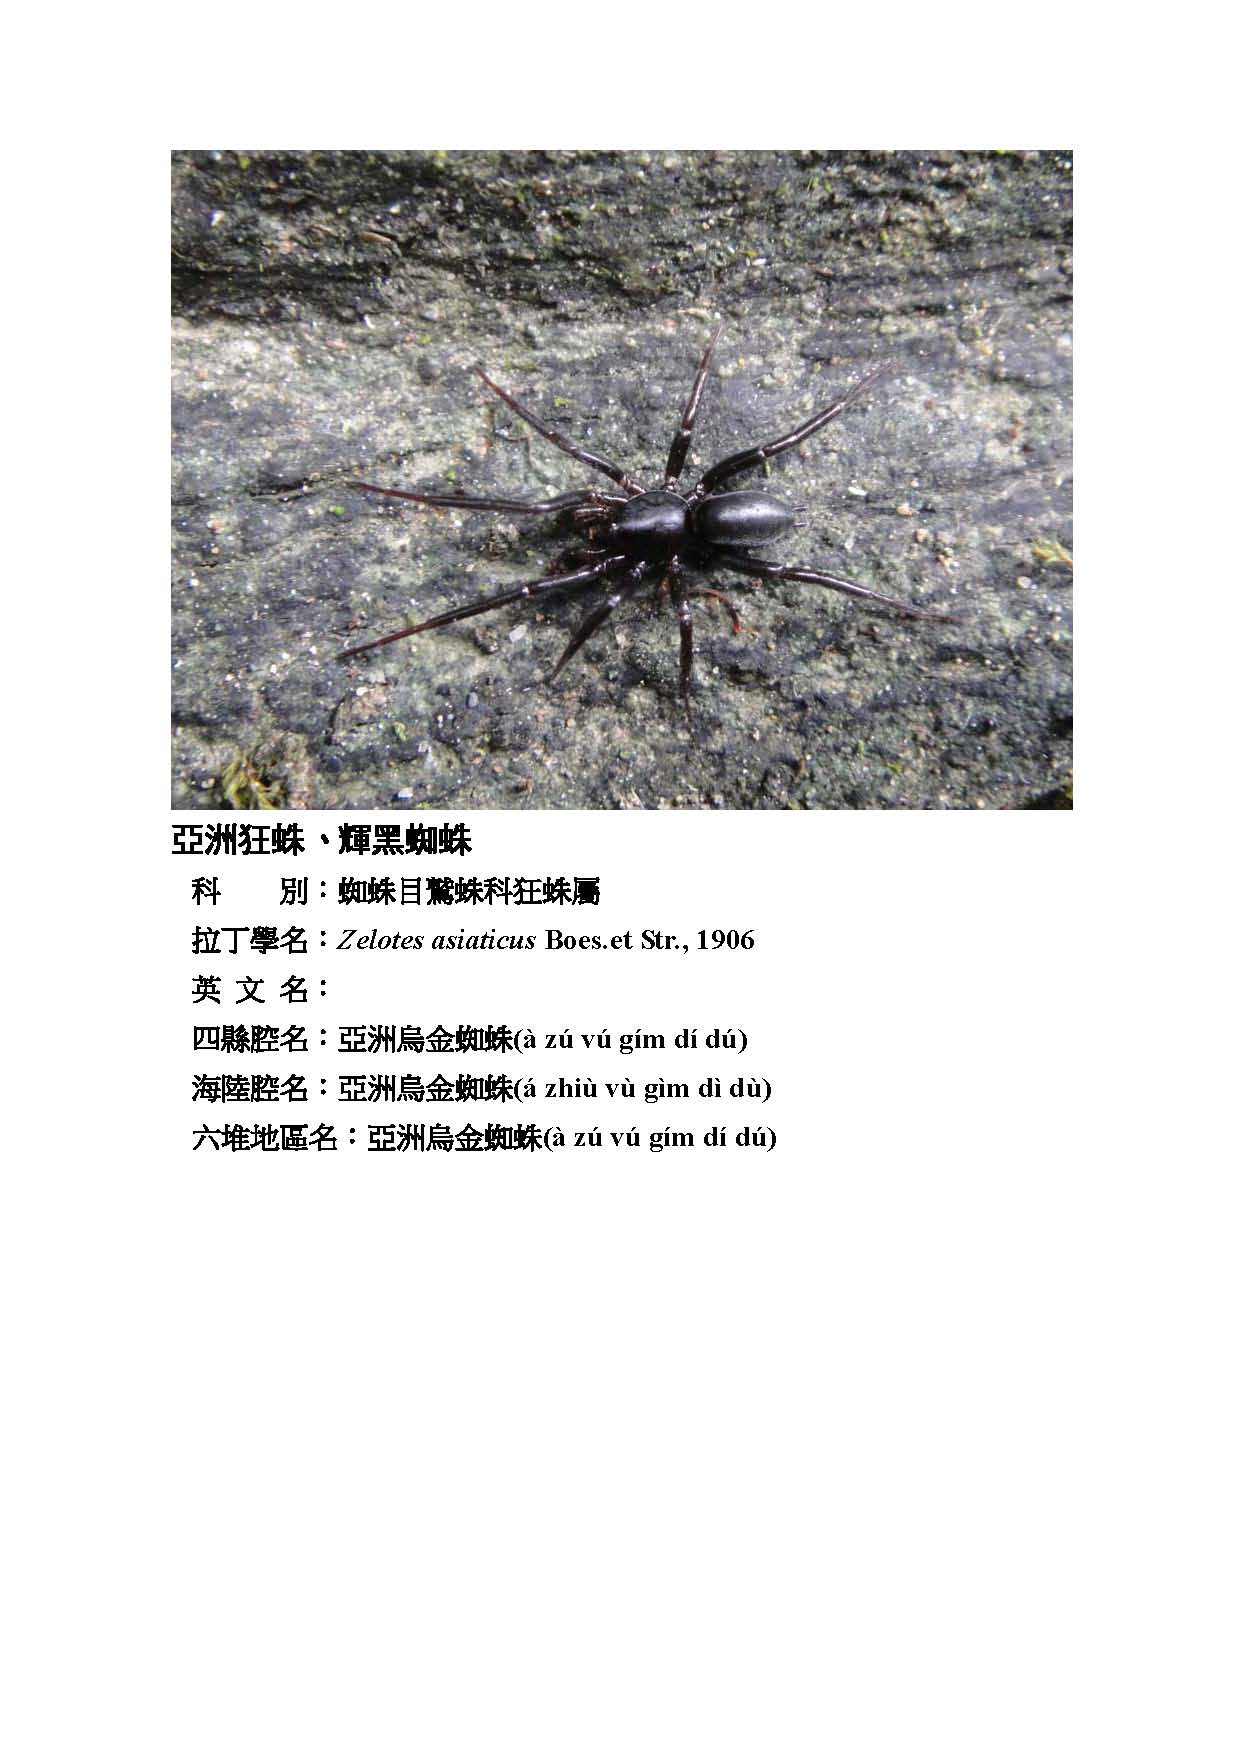 亞洲狂蛛、輝黑蜘蛛
科　　別：蜘蛛目鷲蛛科狂蛛屬
拉丁學名：Zelotes asiaticus Boes.et Str., 1906
英 文 名：
四縣腔名：亞洲烏金蜘蛛(à zú vú gím dí dú)
海陸腔名：亞洲烏金蜘蛛(á zhiù vù gìm dì dù)
六堆地區名：亞洲烏金蜘蛛(à zú vú gím dí dú)